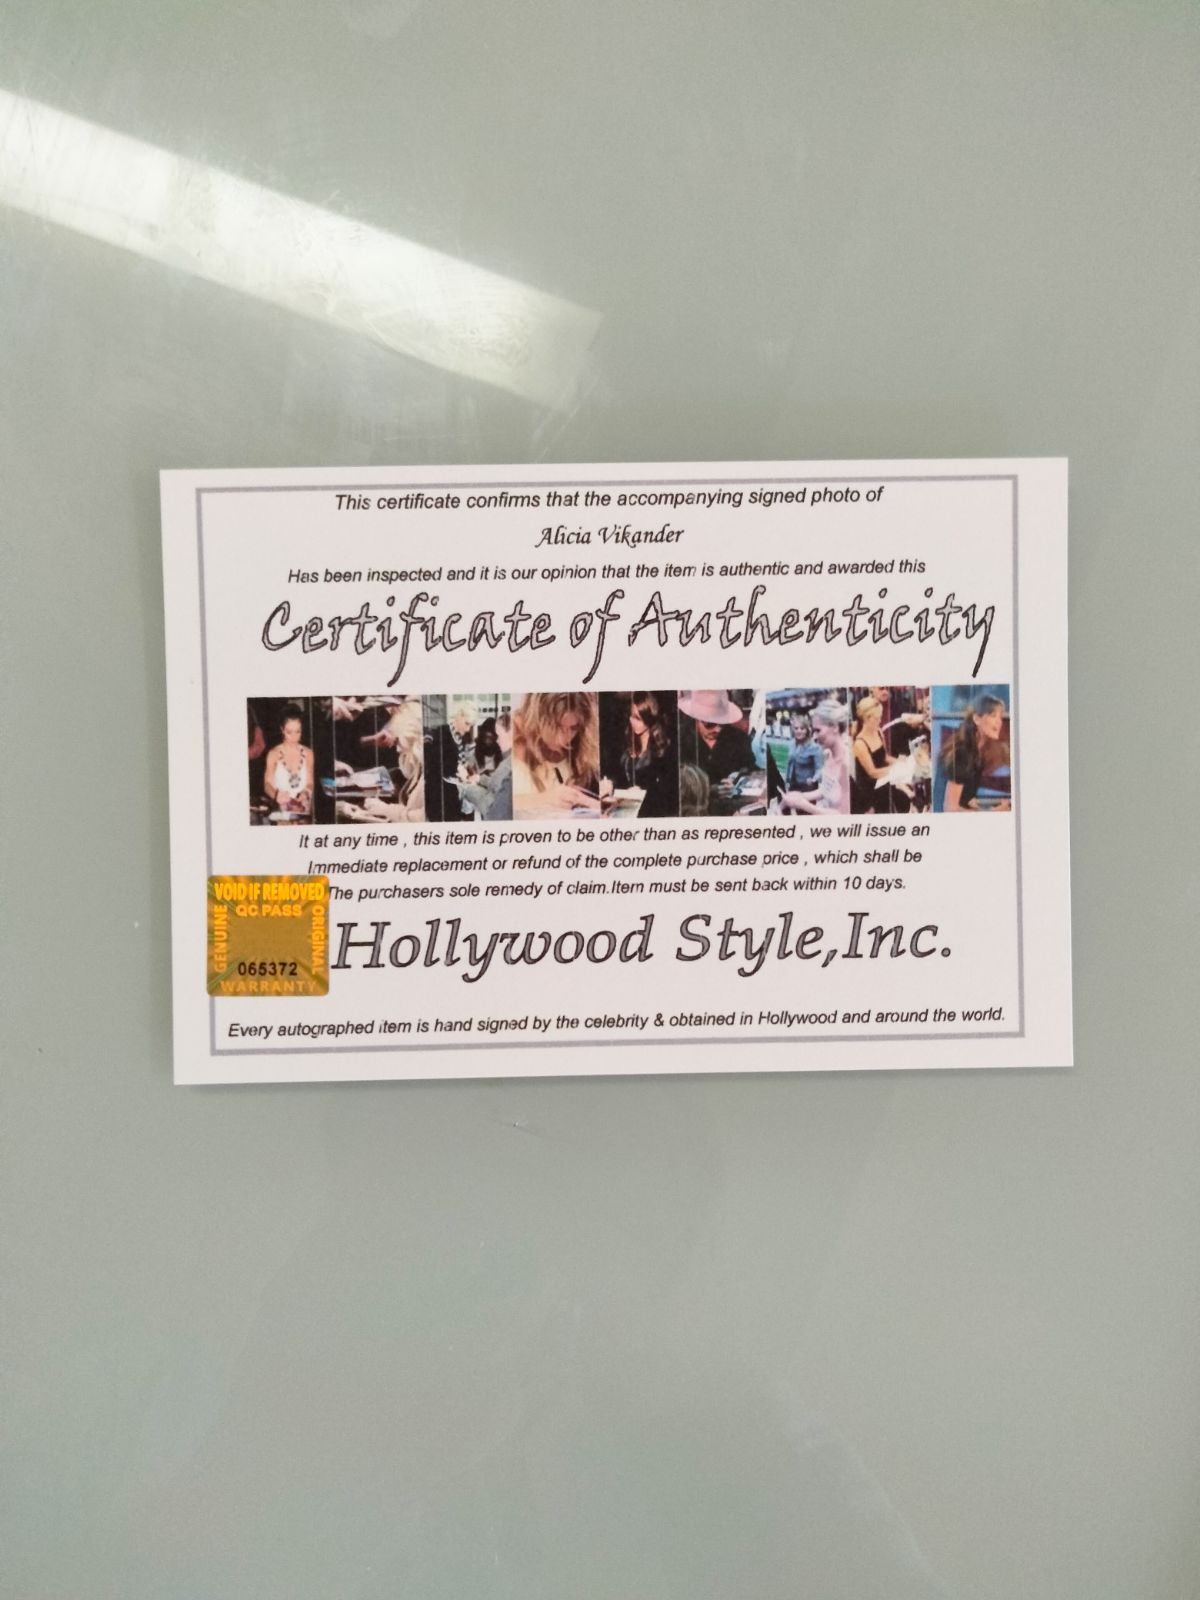 This certificate confirms that the accompanying signed photo of
Alicia Vikander
Has been inspected and it is our opinion that the item is authentic and awarded this
Certificate of Authenticity
It at any time , this item is proven to be other than as represented , we will issue an
Immediate replacement or refund of the complete purchase price , which shall be
The purchasers sole remedy of claim.Item must be sent back within 10 days.
VOID IF REMOVED
QC PASS
GENUINE
ORIGINAL
065372
WARRANTY
Hollywood Style,Inc.
Every autographed item is hand signed by the celebrity & obtained in Hollywood and around the world.